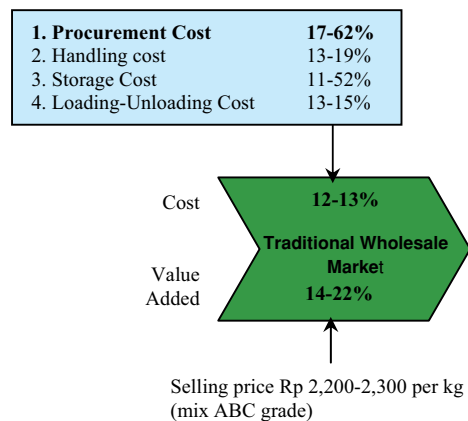 1. Procurement Cost 17-62%
2. Handling cost 13-19%
3. Storage Cost 11-52%
4. Loading-Unloading Cost 13-15%
Cost 12-13%
Traditional Wholesale
Market
Value
Added 14-22%
Selling price Rp 2,200-2,300 per kg
(mix ABC grade)